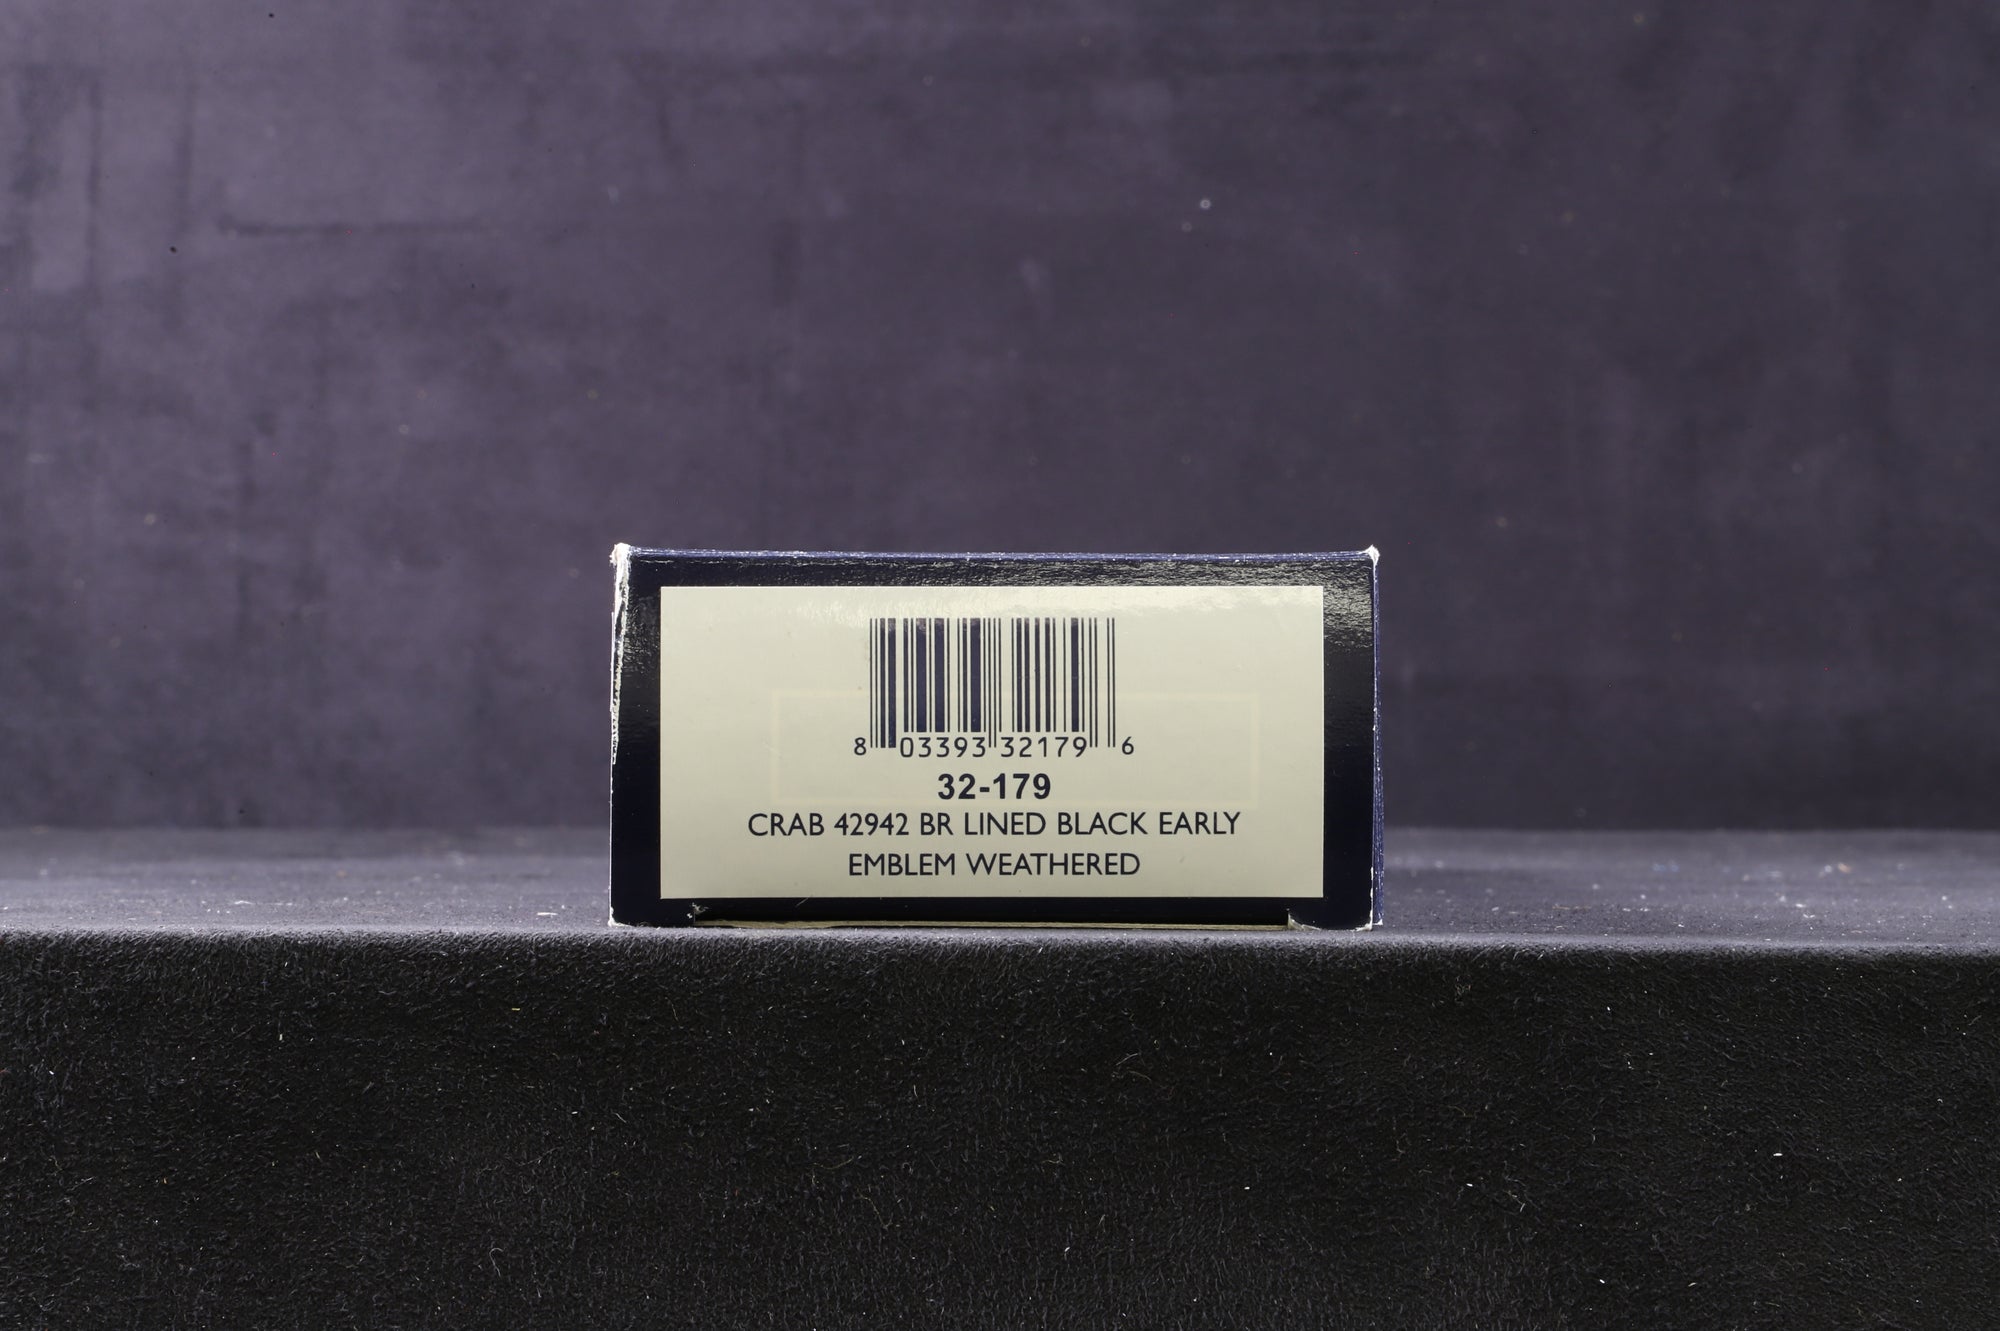 8 03393 32179 6
32-179
CRAB 42942 BR LINED BLACK EARLY
EMBLEM WEATHERED